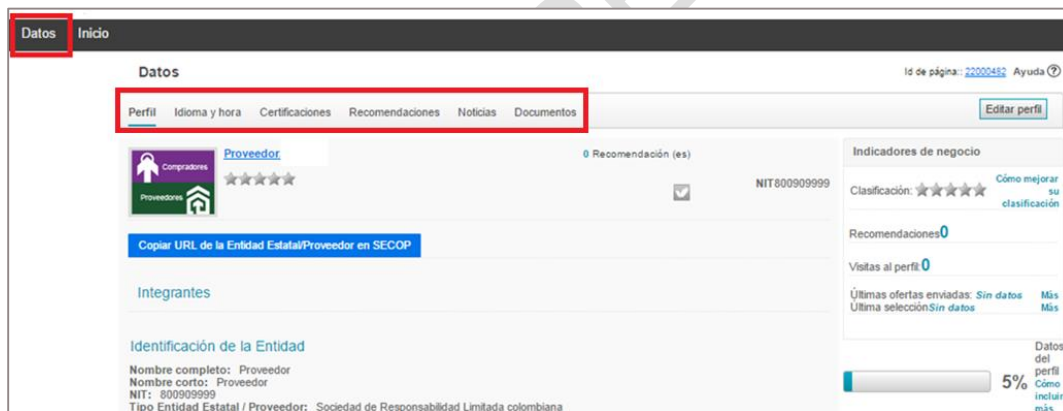 Datos Inicio
Datos
Id de página:: 22000482 Ayuda
Perfil Idioma y hora Certificaciones Recomendaciones Noticias Documentos
Editar perfil
Compradores
Proveedores
Proveedor
0 Recomendación (es)
NIT800909999
Copiar URL de la Entidad Estatal/Proveedor en SECOP
Integrantes
Identificación de la Entidad
Nombre completo: Proveedor
Nombre corto: Proveedor
NIT: 800909999
Tipo Entidad Estatal / Proveedor: Sociedad de Responsabilidad Limitada colombiana
Indicadores de negocio
Clasificación:
Cómo mejorar
su
clasificación
Recomendaciones0
Visitas al perfil:0
Últimas ofertas enviadas: Sin datos Más
Última selecciónSin datos Más
5%
Datos
del
perfil
Cómo
incluir
más